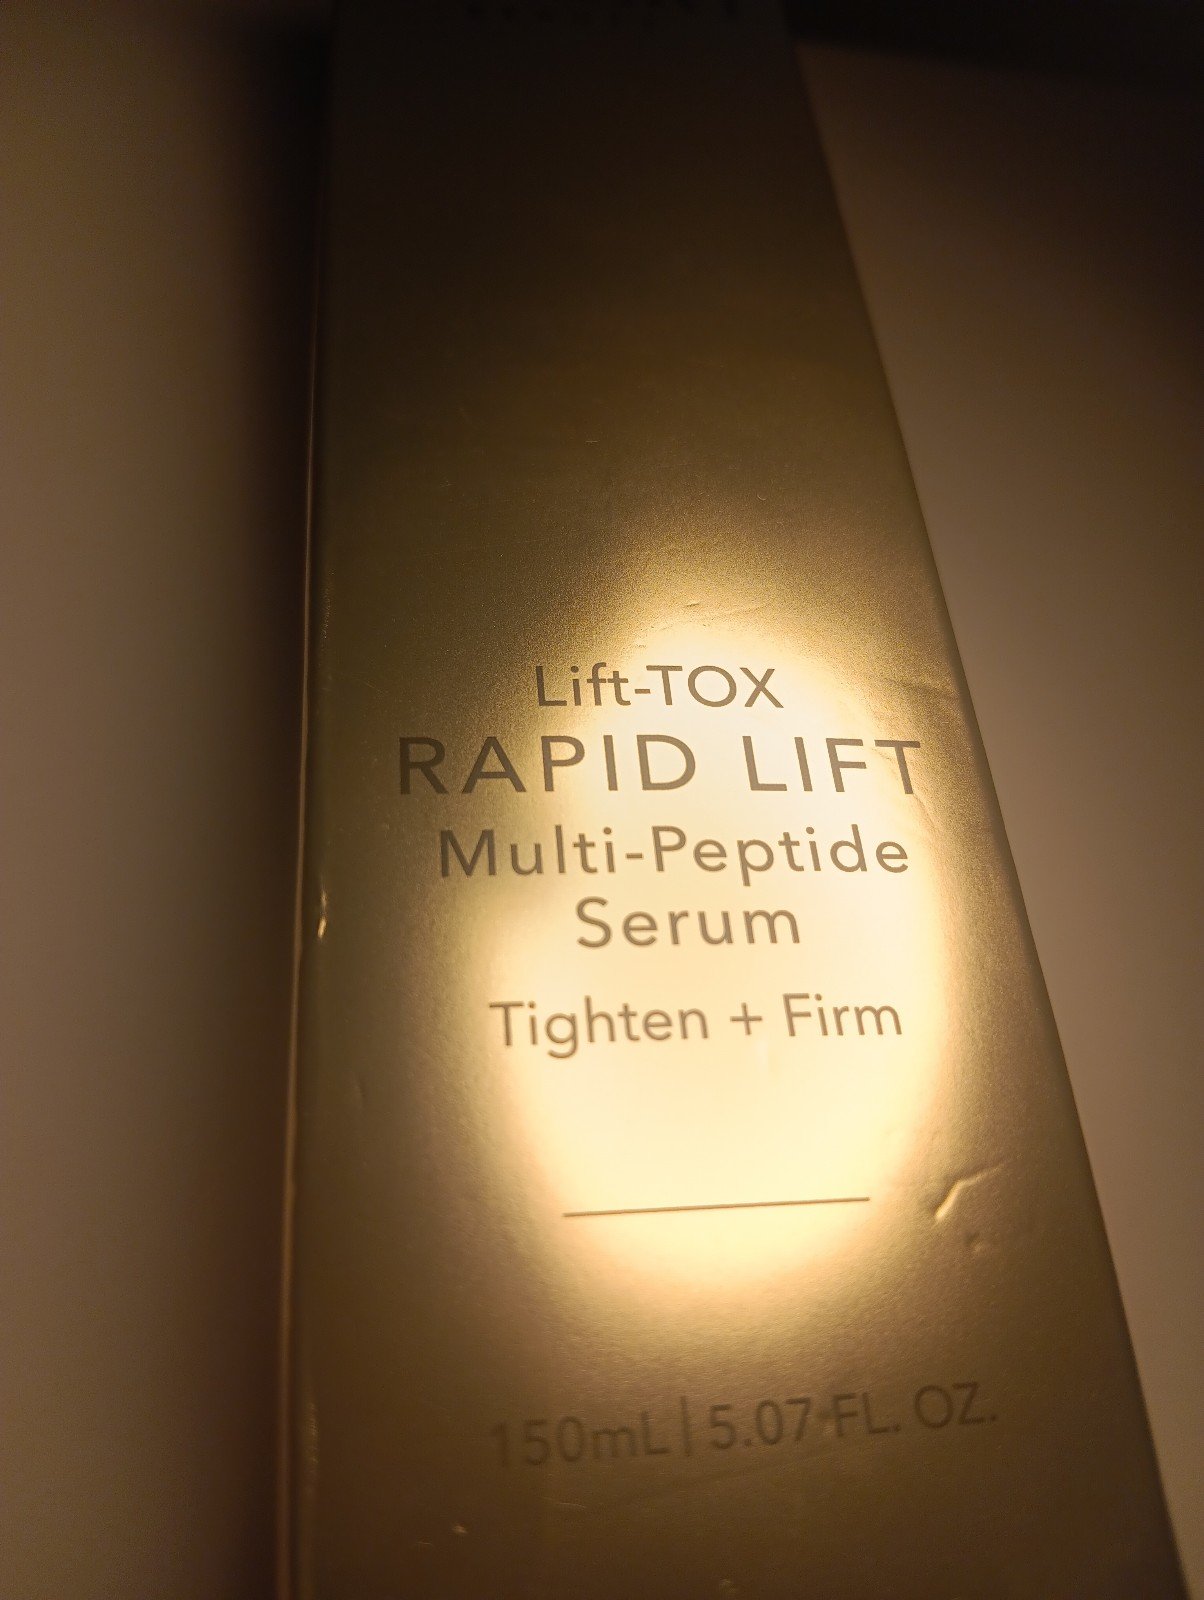 Lift-TOX
RAPID LIFT
Multi-Peptide
Serum
Tighten + Firm
150mL | 5.07 FL. OZ.